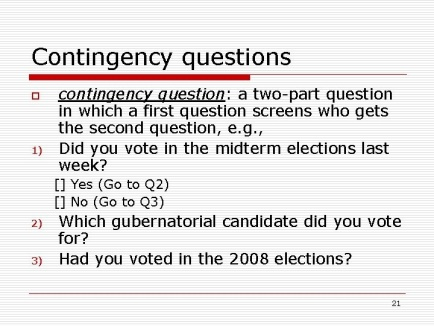 Contingency questions
contingency question: a two-part question
in which a first question screens who gets
the second question, e.g.,
1) Did you vote in the midterm elections last
week?
[] Yes (Go to Q2)
[] No (Go to Q3)
2) Which gubernatorial candidate did you vote
for?
3) Had you voted in the 2008 elections?
21